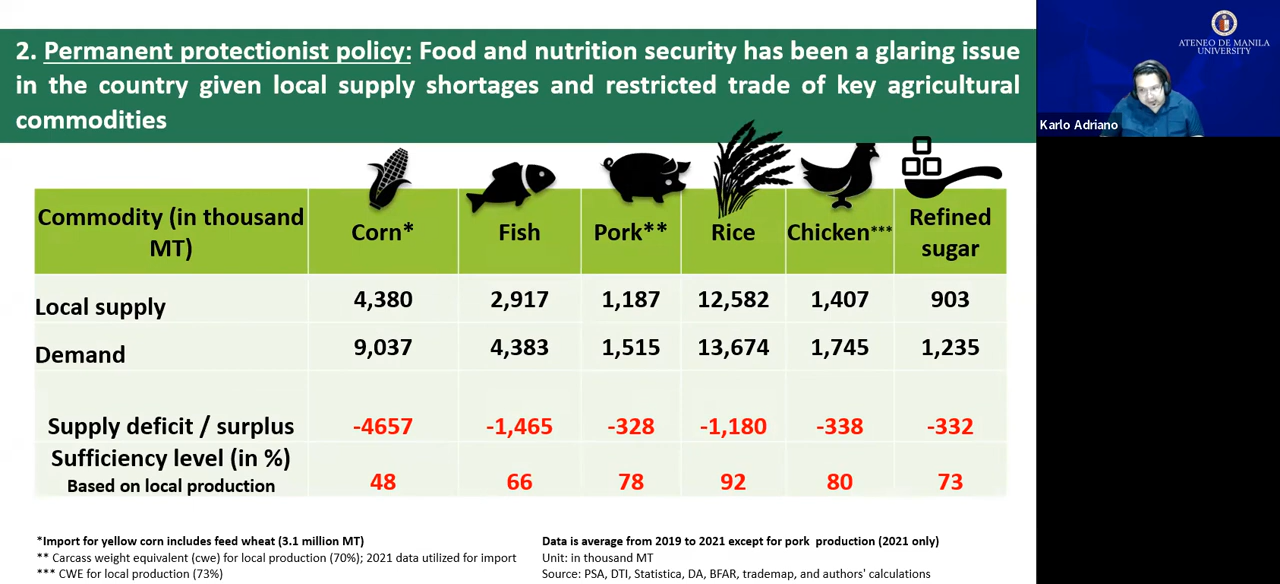 2. Permanent protectionist policy: Food and nutrition security has been a glaring issue
in the country given local supply shortages and restricted trade of key agricultural
commodities
ATENEO DE MANILA
UNIVERSITY
Karlo Adriano
Commodity (in thousand MT) Corn* Fish Pork** Rice Chicken*** Refined sugar
Local supply 4,380 2,917 1,187 12,582 1,407 903
Demand 9,037 4,383 1,515 13,674 1,745 1,235
Supply deficit / surplus -4657 -1,465 -328 -1,180 -338 -332
Sufficiency level (in %)
Based on local production 48 66 78 92 80 73
*Import for yellow corn includes feed wheat (3.1 million MT)
** Carcass weight equivalent (cwe) for local production (70%); 2021 data utilized for import
*** CWE for local production (73%)
Data is average from 2019 to 2021 except for pork production (2021 only)
Unit: in thousand MT
Source: PSA, DTI, Statistica, DA, BFAR, trademap, and authors' calculations